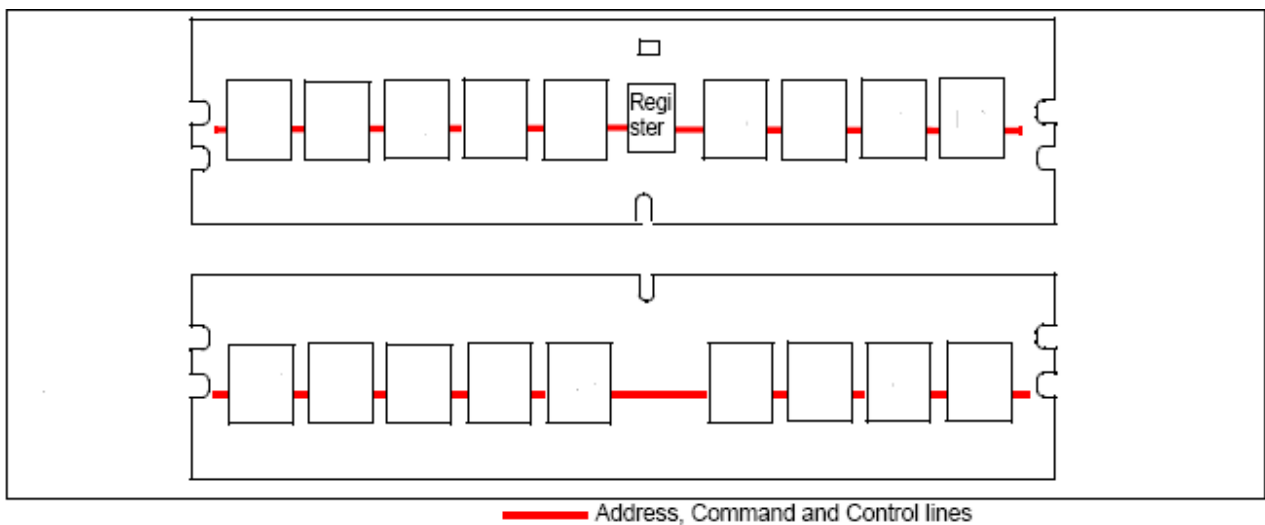 Regi
ster
Address, Command and Control lines